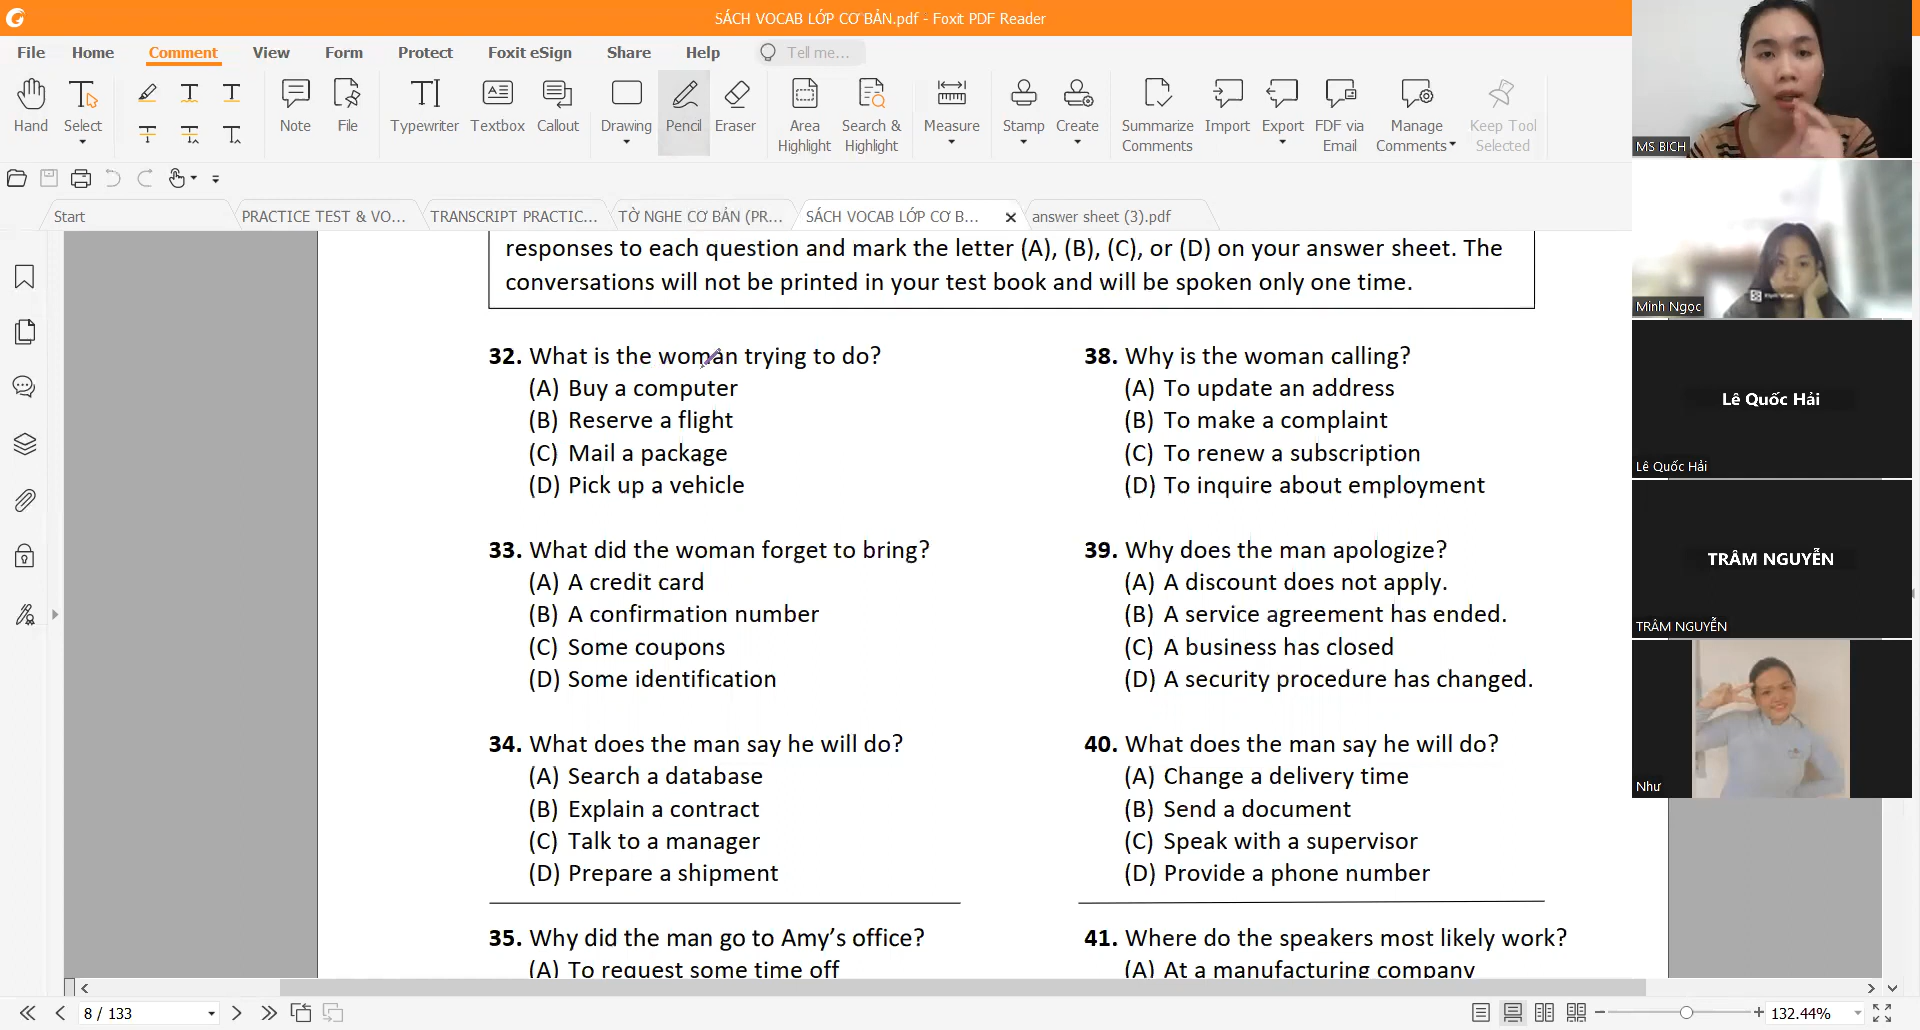 SÁCH VOCAB LỚP CƠ BẢN.pdf - Foxit PDF Reader
File Home Comment View Form Protect Foxit eSign Share Help Tell me...
Hand Select Note File Typewriter Textbox Callout Drawing Pencil Eraser Area Highlight Search & Highlight Measure Stamp Create Summarize Comments Import Export FDF via Email Manage Comments Keep Tool Selected
Start PRACTICE TEST & VO... TRANSCRIPT PRACTIC... TỜ NGHE CƠ BẢN (PR... SÁCH VOCAB LỚP CƠ B... answer sheet (3).pdf
responses to each question and mark the letter (A), (B), (C), or (D) on your answer sheet. The
conversations will not be printed in your test book and will be spoken only one time.
32. What is the woman trying to do?
(A) Buy a computer
(B) Reserve a flight
(C) Mail a package
(D) Pick up a vehicle
33. What did the woman forget to bring?
(A) A credit card
(B) A confirmation number
(C) Some coupons
(D) Some identification
34. What does the man say he will do?
(A) Search a database
(B) Explain a contract
(C) Talk to a manager
(D) Prepare a shipment
35. Why did the man go to Amy's office?
(A) To request some time off
38. Why is the woman calling?
(A) To update an address
(B) To make a complaint
(C) To renew a subscription
(D) To inquire about employment
39. Why does the man apologize?
(A) A discount does not apply.
(B) A service agreement has ended.
(C) A business has closed
(D) A security procedure has changed.
40. What does the man say he will do?
(A) Change a delivery time
(B) Send a document
(C) Speak with a supervisor
(D) Provide a phone number
41. Where do the speakers most likely work?
(A) At a manufacturing company
MS BICH
Minh Ngọc
Lê Quốc Hải
Lê Quốc Hải
TRÂM NGUYỄN
TRÂM NGUYỄN
Như
8 / 133
132.44%